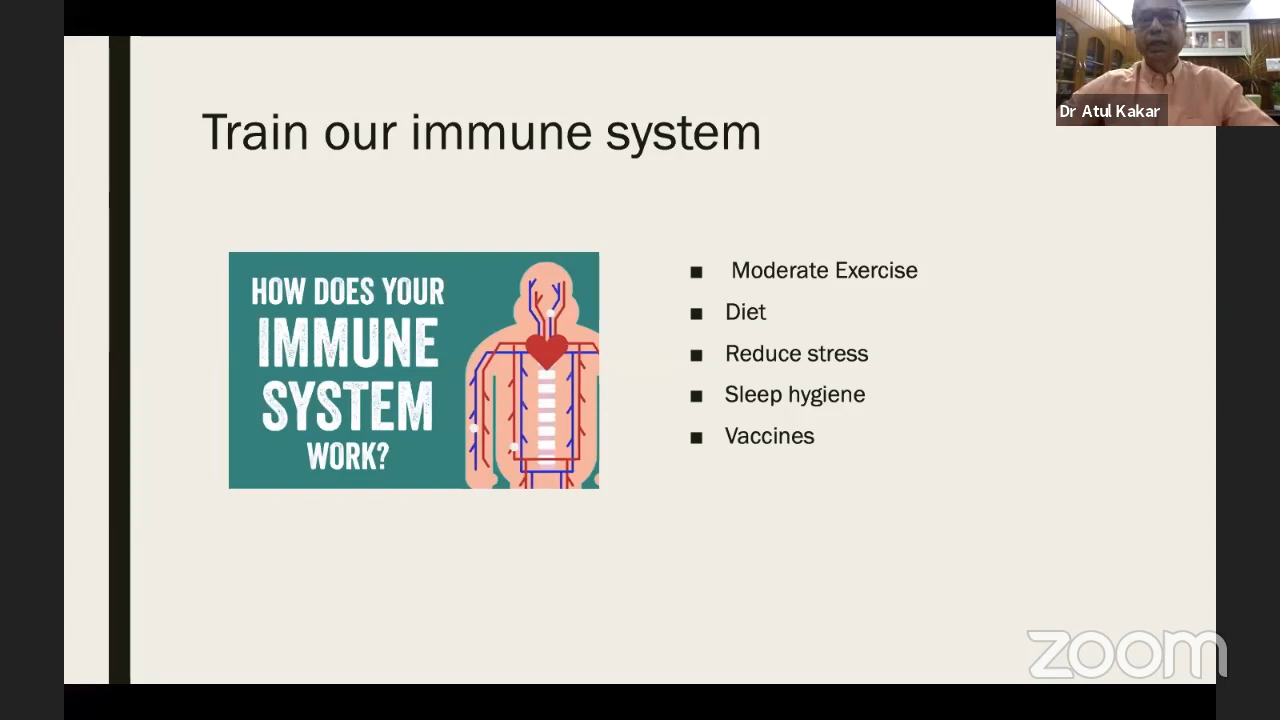 Dr Atul Kakar
Train our immune system
HOW DOES YOUR
IMMUNE
SYSTEM
WORK?
■ Moderate Exercise
■ Diet
■ Reduce stress
■ Sleep hygiene
■ Vaccines
zoom